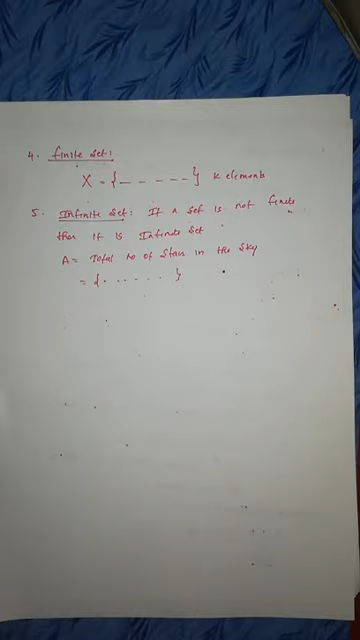 4. Finite set:
X = {_ _ _ _ _ _} K elements
5. Infinite set: If a set is not finite
then it is Infinite set
A = Total no of stars in the sky
= {. . . . . .}